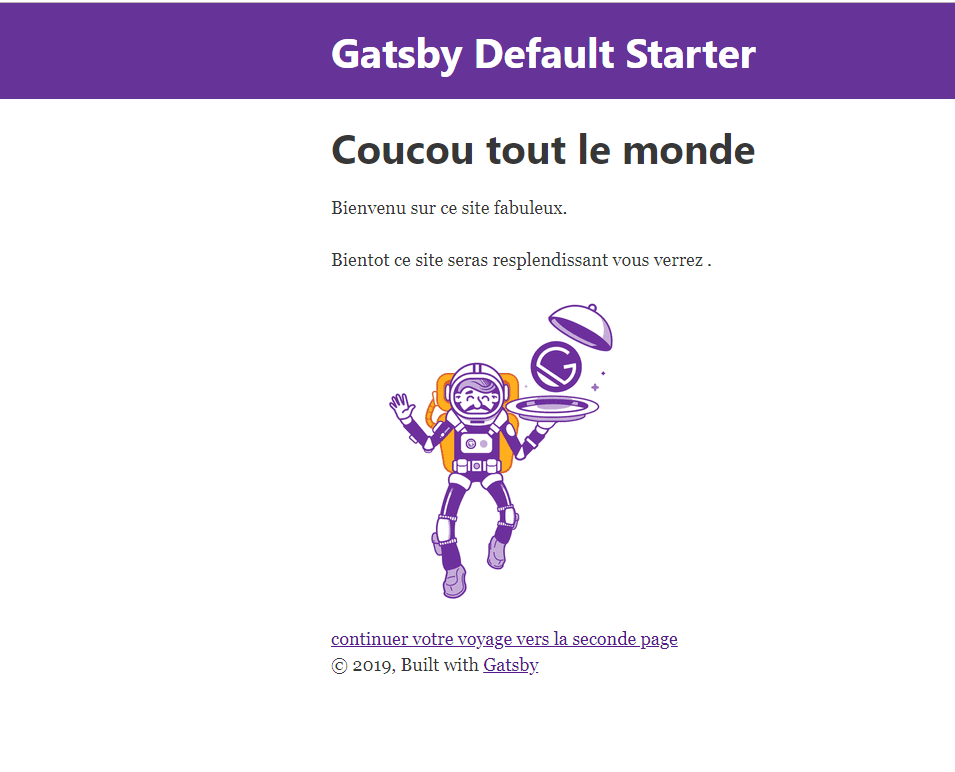 Gatsby Default Starter
Coucou tout le monde
Bienvenu sur ce site fabuleux.
Bientot ce site seras resplendissant vous verrez .
continuer votre voyage vers la seconde page
© 2019, Built with Gatsby